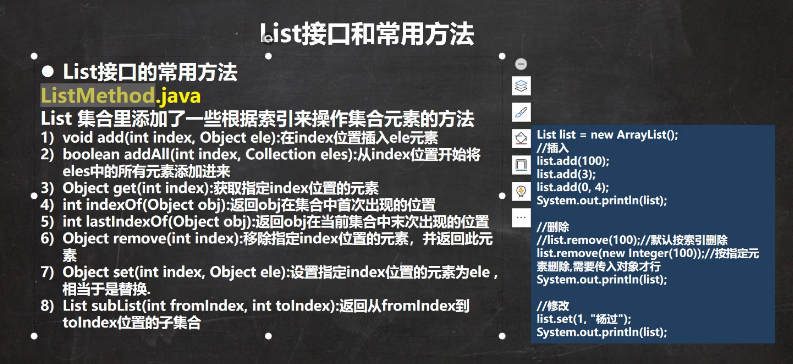 List接口和常用方法
● List接口的常用方法
ListMethod.java
List 集合里添加了一些根据索引来操作集合元素的方法
1) void add(int index, Object ele):在index位置插入ele元素
2) boolean addAll(int index, Collection eles):从index位置开始将
eles中的所有元素添加进来
3) Object get(int index):获取指定index位置的元素
4) int indexOf(Object obj):返回obj在集合中首次出现的位置
5) int lastIndexOf(Object obj):返回obj在当前集合中末次出现的位置
6) Object remove(int index):移除指定index位置的元素，并返回此元
素
7) Object set(int index, Object ele):设置指定index位置的元素为ele ,
相当于是替换.
8) List subList(int fromIndex, int toIndex):返回从fromIndex到
toIndex位置的子集合
List list = new ArrayList();
//插入
list.add(100);
list.add(3);
list.add(0, 4);
System.out.println(list);
//删除
//list.remove(100);//默认按索引删除
list.remove(new Integer(100));//按指定元
素删除,需要传入对象才行
System.out.println(list);
//修改
list.set(1, "杨过");
System.out.println(list);